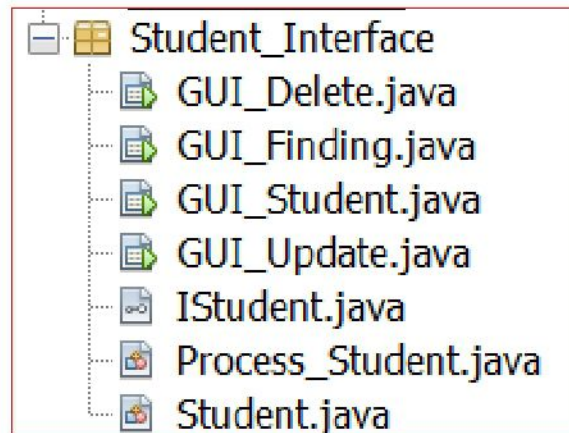 Student_Interface
GUI_Delete.java
GUI_Finding.java
GUI_Student.java
GUI_Update.java
IStudent.java
Process_Student.java
Student.java